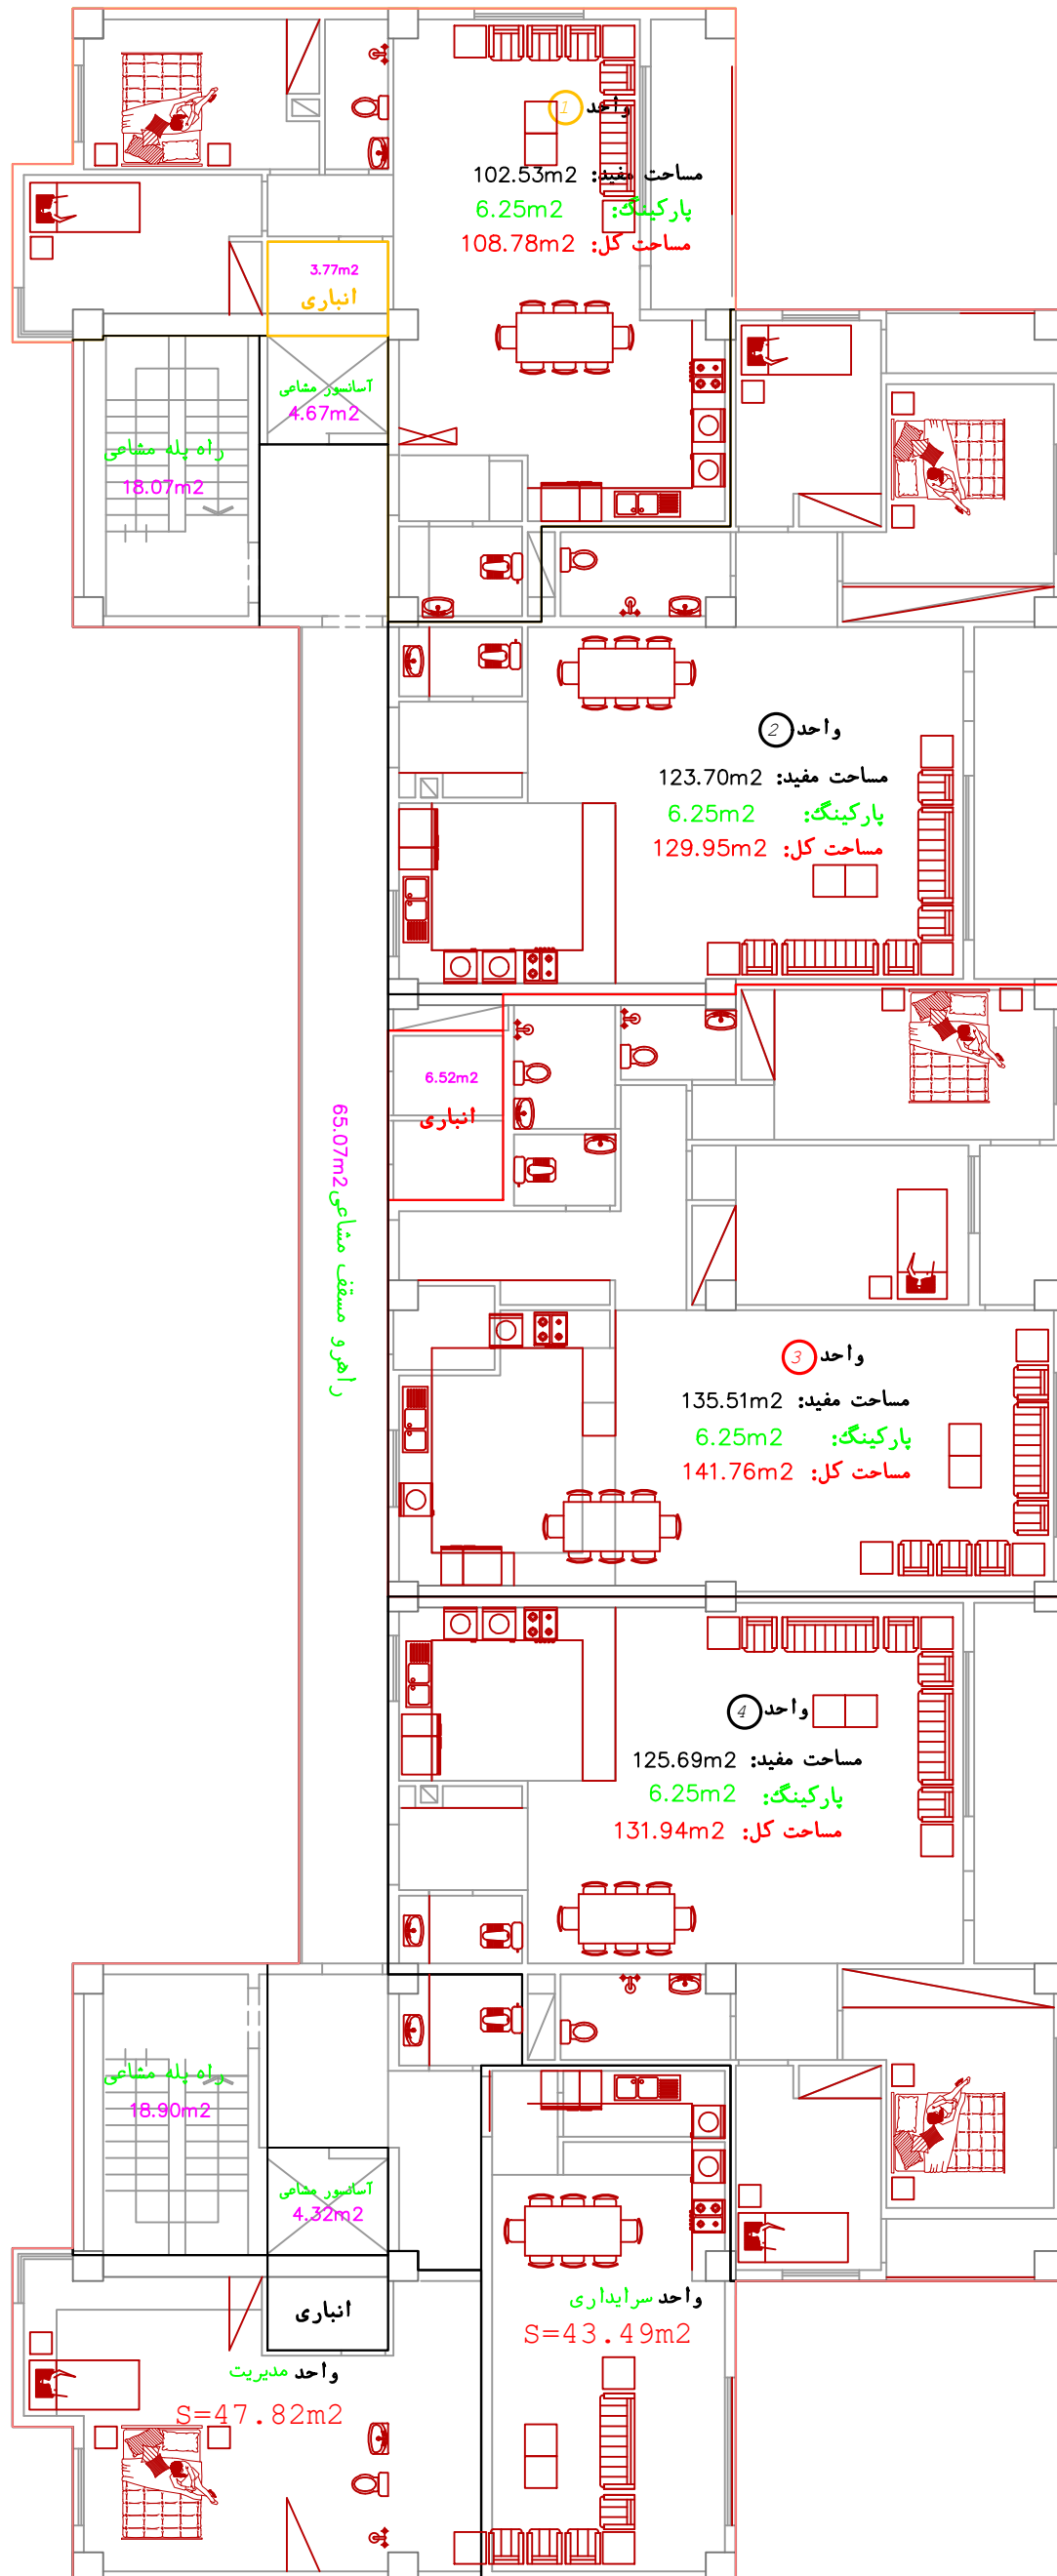 واحد 1
مساحت مفید: 102.53m2
پارکینگ: 6.25m2
مساحت کل: 108.78m2
3.77m2
انباری
آسانسور مشاعی
4.67m2
راه پله مشاعی
18.07m2
واحد 2
مساحت مفید: 123.70m2
پارکینگ: 6.25m2
مساحت کل: 129.95m2
6.52m2
انباری
راهرو مسقف مشاعی 65.07m2
واحد 3
مساحت مفید: 135.51m2
پارکینگ: 6.25m2
مساحت کل: 141.76m2
واحد 4
مساحت مفید: 125.69m2
پارکینگ: 6.25m2
مساحت کل: 131.94m2
راه پله مشاعی
18.90m2
آسانسور مشاعی
4.32m2
انباری
واحد سرایداری
S=43.49m2
واحد مدیریت
S=47.82m2